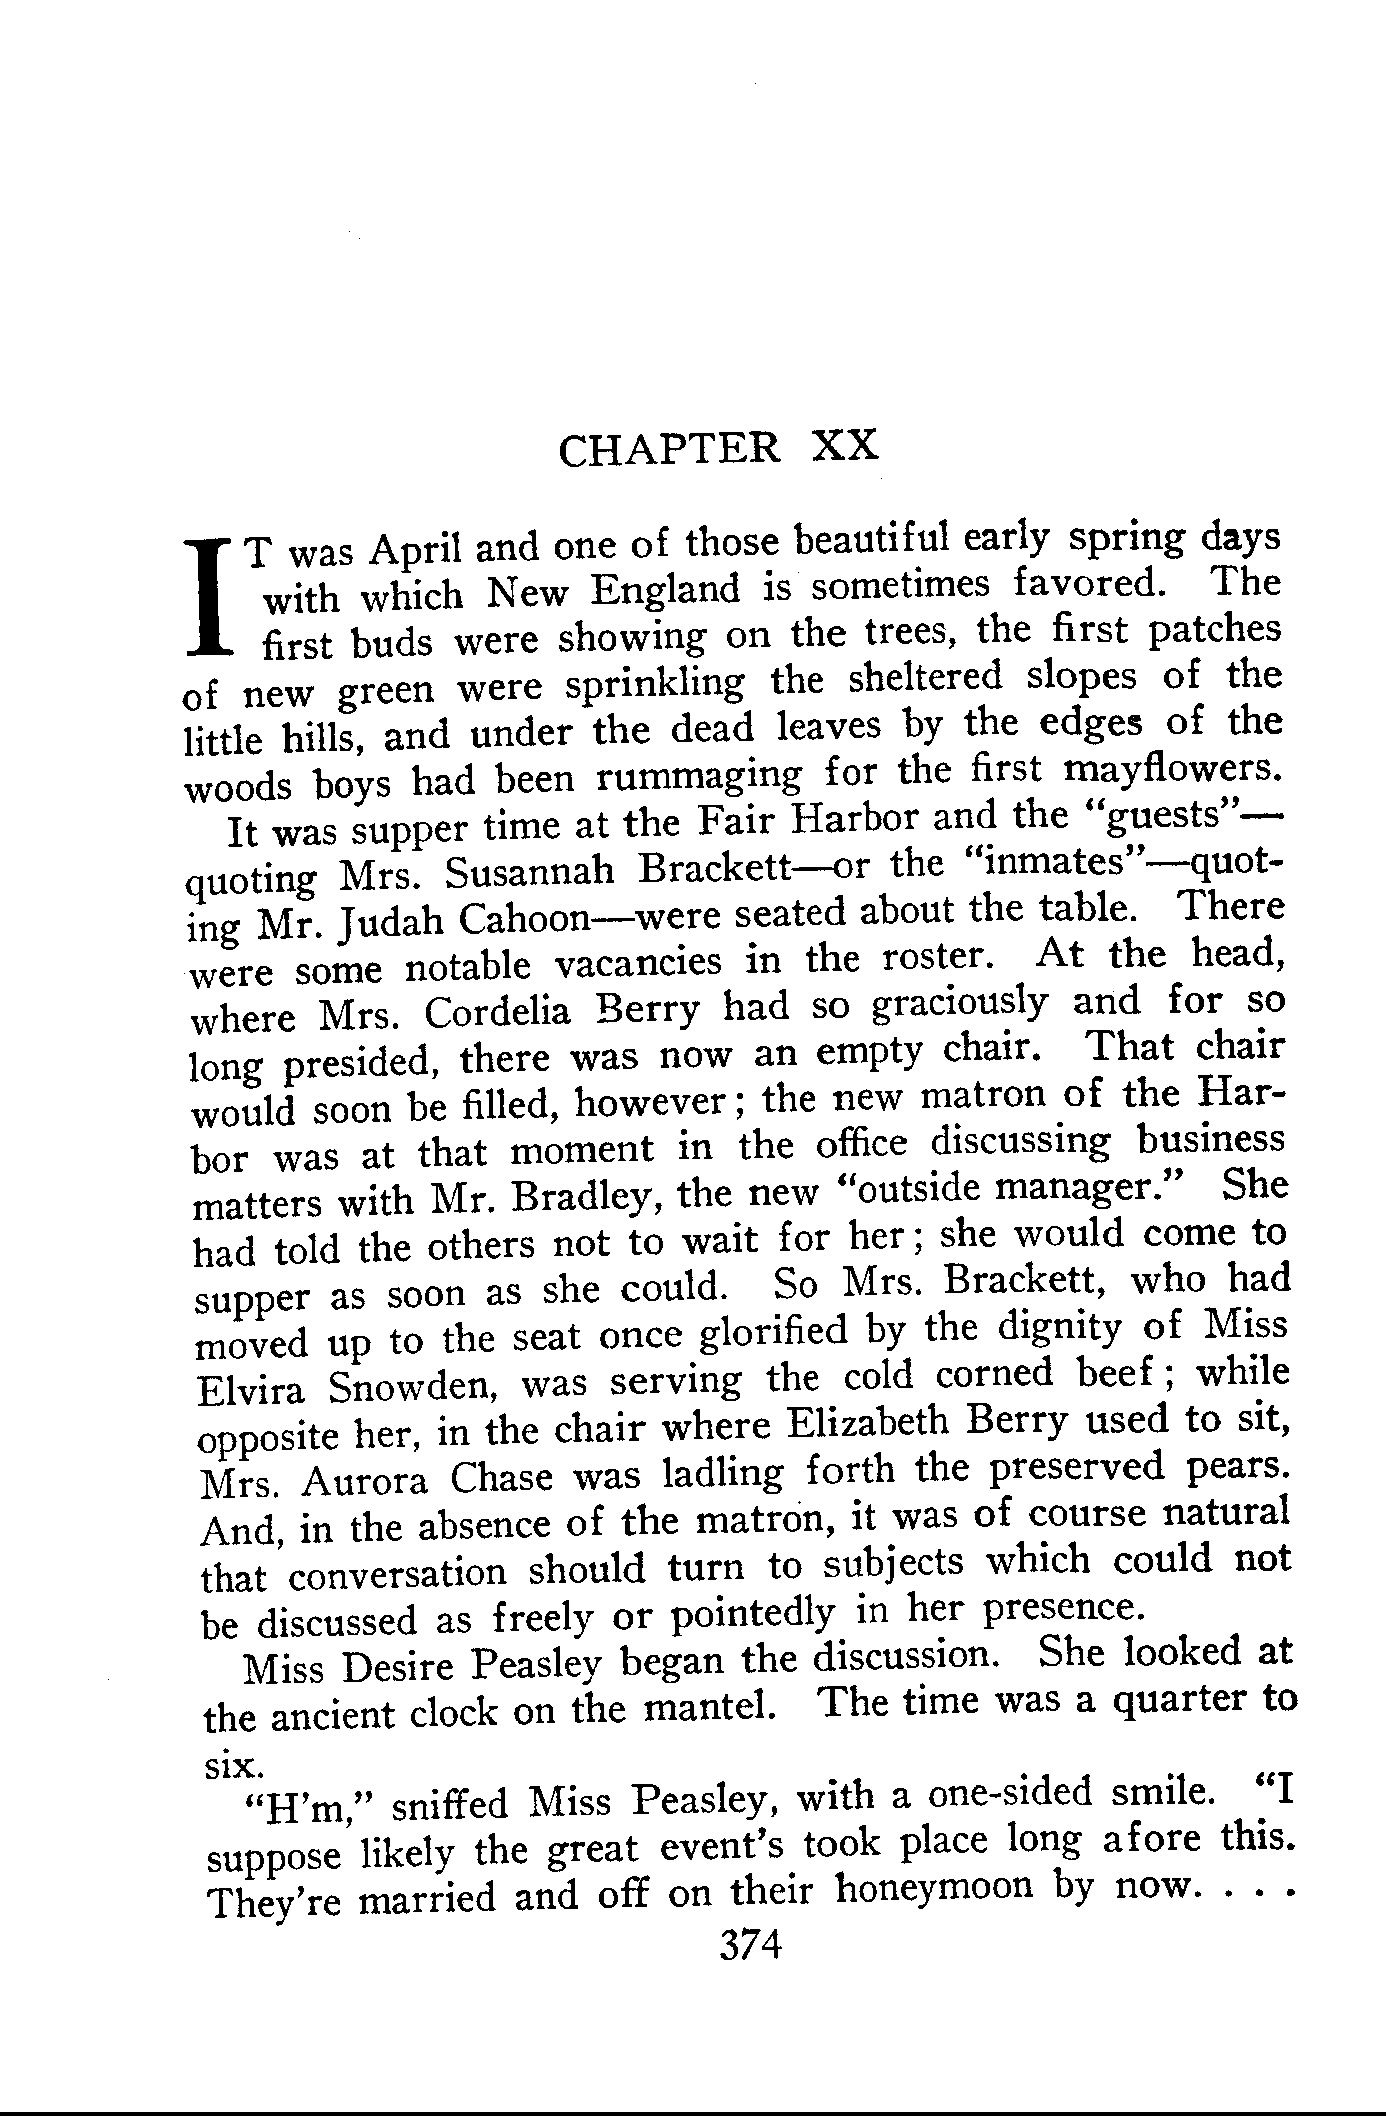 CHAPTER XX
IT was April and one of those beautiful early spring days
with which New England is sometimes favored. The
first buds were showing on the trees, the first patches
of new green were sprinkling the sheltered slopes of the
little hills, and under the dead leaves by the edges of the
woods boys had been rummaging for the first mayflowers.
It was supper time at the Fair Harbor and the “guests”—
quoting Mrs. Susannah Brackett—or the “inmates”—quot-
ing Mr. Judah Cahoon—were seated about the table. There
were some notable vacancies in the roster. At the head,
where Mrs. Cordelia Berry had so graciously and for so
long presided, there was now an empty chair. That chair
would soon be filled, however; the new matron of the Har-
bor was at that moment in the office discussing business
matters with Mr. Bradley, the new “outside manager.” She
had told the others not to wait for her; she would come to
supper as soon as she could. So Mrs. Brackett, who had
moved up to the seat once glorified by the dignity of Miss
Elvira Snowden, was serving the cold corned beef; while
opposite her, in the chair where Elizabeth Berry used to sit,
Mrs. Aurora Chase was ladling forth the preserved pears.
And, in the absence of the matron, it was of course natural
that conversation should turn to subjects which could not
be discussed as freely or pointedly in her presence.
Miss Desire Peasley began the discussion. She looked at
the ancient clock on the mantel. The time was a quarter to
six.
“H’m,” sniffed Miss Peasley, with a one-sided smile. “I
suppose likely the great event’s took place long afore this.
They’re married and off on their honeymoon by now. . . .
374